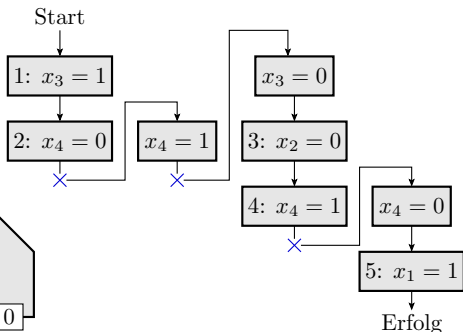 Start
1: x₃ = 1
x₃ = 0
2: x₄ = 0
x₄ = 1
3: x₂ = 0
4: x₄ = 1
x₄ = 0
5: x₁ = 1
0
Erfolg